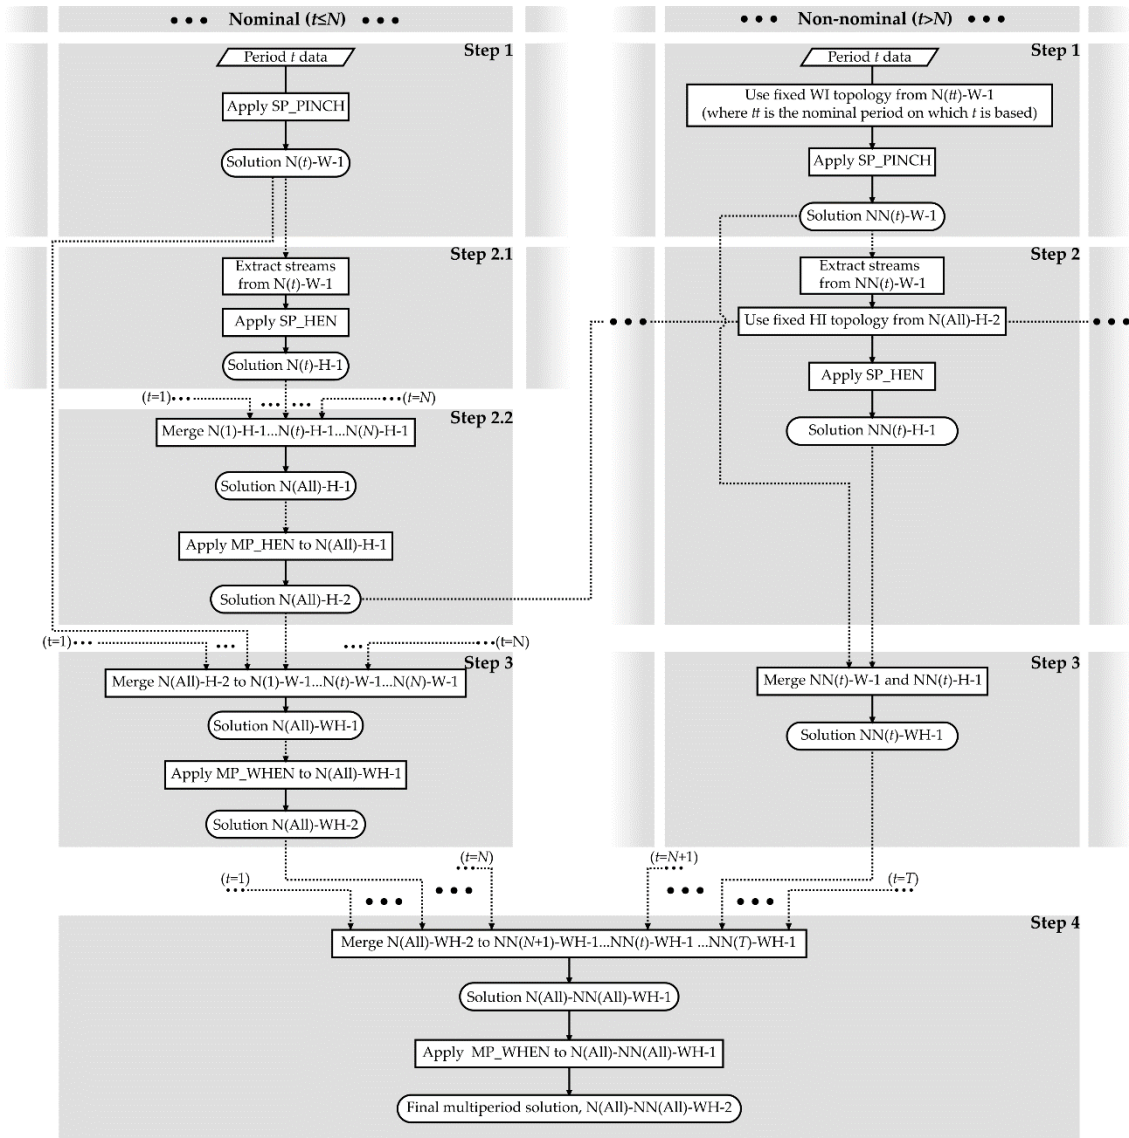 Nominal (t≤N)
Step 1
Period t data
Apply SP_PINCH
Solution N(t)-W-1
Step 2.1
Extract streams
from N(t)-W-1
Apply SP_HEN
Solution N(t)-H-1
(t=1)
(t=N)
Step 2.2
Merge N(1)-H-1...N(t)-H-1...N(N)-H-1
Solution N(All)-H-1
Apply MP_HEN to N(All)-H-1
Solution N(All)-H-2
(t=1)
(t=N)
Step 3
Merge N(All)-H-2 to N(1)-W-1...N(t)-W-1...N(N)-W-1
Solution N(All)-WH-1
Apply MP_WHEN to N(All)-WH-1
Solution N(All)-WH-2
Non-nominal (t>N)
Step 1
Period t data
Use fixed WI topology from N(tt)-W-1
(where tt is the nominal period on which t is based)
Apply SP_PINCH
Solution NN(t)-W-1
Step 2
Extract streams
from NN(t)-W-1
Use fixed HI topology from N(All)-H-2
Apply SP_HEN
Solution NN(t)-H-1
Step 3
Merge NN(t)-W-1 and NN(t)-H-1
Solution NN(t)-WH-1
(t=1)
(t=N)
(t=N+1)
(t=T)
Step 4
Merge N(All)-WH-2 to NN(N+1)-WH-1...NN(t)-WH-1 ...NN(T)-WH-1
Solution N(All)-NN(All)-WH-1
Apply MP_WHEN to N(All)-NN(All)-WH-1
Final multiperiod solution, N(All)-NN(All)-WH-2